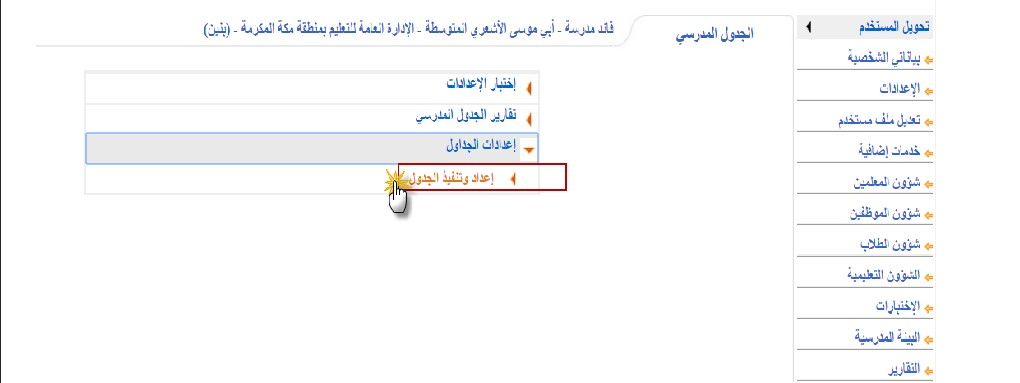 تحويل المستخدم
بياناتي الشخصية
الإعدادات
تعديل ملف مستخدم
خدمات إضافية
شؤون المعلمين
شؤون الموظفين
شؤون الطلاب
الشؤون التعليمية
الإختبارات
البيئة المدرسية
التقارير
الجدول المدرسي
قائد مدرسة - أبي موسى الأشعري المتوسطة - الإدارة العامة للتعليم بمنطقة مكة المكرمة - (بنين)
إختبار الإعدادات
تقارير الجدول المدرسي
إعدادات الجداول
إعداد وتنفيذ الجدول